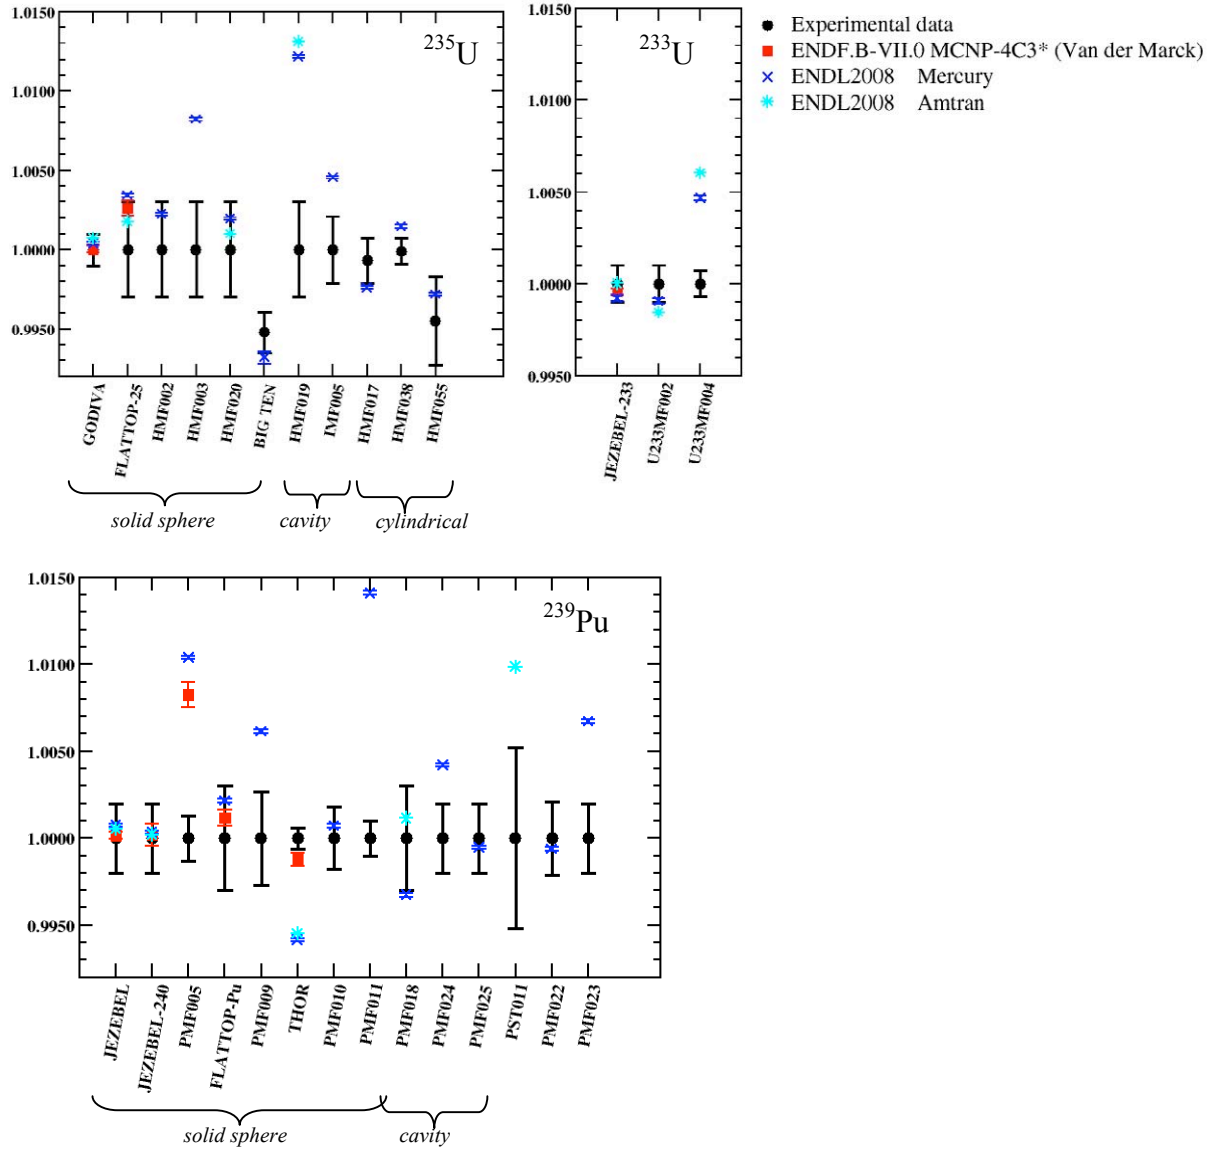 1.0150
1.0100
1.0050
1.0000
0.9950
235U
GODIVA
FLATTOP-25
HMF002
HMF003
HMF020
BIG TEN
HMF019
IMF005
HMF017
HMF038
HMF055
solid sphere
cavity
cylindrical
1.0150
1.0100
1.0050
1.0000
0.9950
233U
JEZEBEL-233
U233MF002
U233MF004
Experimental data
ENDF.B-VII.0 MCNP-4C3* (Van der Marck)
ENDL2008 Mercury
ENDL2008 Amtran
1.0150
1.0100
1.0050
1.0000
0.9950
239Pu
JEZEBEL
JEZEBEL-240
PMF005
FLATTOP-Pu
PMF009
THOR
PMF010
PMF011
PMF018
PMF024
PMF025
PST011
PMF022
PMF023
solid sphere
cavity